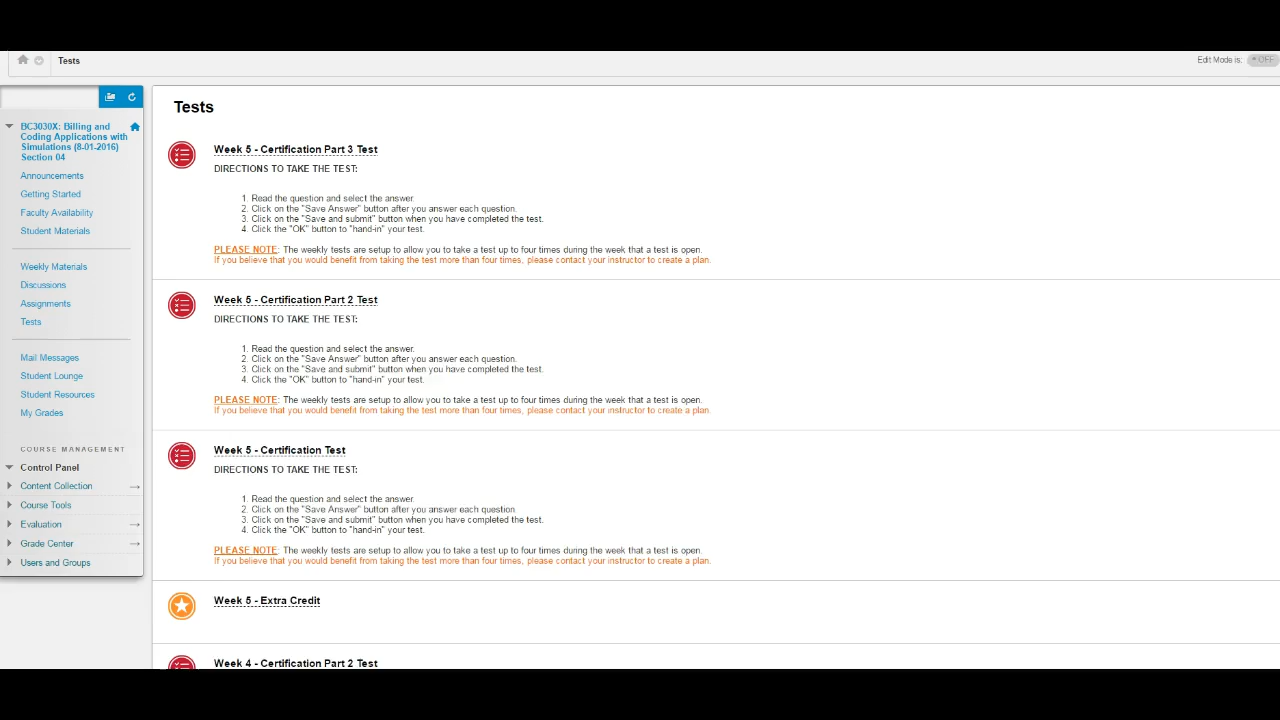 Tests
Edit Mode is:
OFF
BC3030X: Billing and
Coding Applications with
Simulations (8-01-2016)
Section 04
Announcements
Getting Started
Faculty Availability
Student Materials
Weekly Materials
Discussions
Assignments
Tests
Mail Messages
Student Lounge
Student Resources
My Grades
COURSE MANAGEMENT
Control Panel
Content Collection
Course Tools
Evaluation
Grade Center
Users and Groups
Tests
Week 5 - Certification Part 3 Test
DIRECTIONS TO TAKE THE TEST:
1. Read the question and select the answer.
2. Click on the "Save Answer" button after you answer each question.
3. Click on the "Save and submit" button when you have completed the test.
4. Click the "OK" button to "hand-in" your test.
PLEASE NOTE: The weekly tests are setup to allow you to take a test up to four times during the week that a test is open.
If you believe that you would benefit from taking the test more than four times, please contact your instructor to create a plan.
Week 5 - Certification Part 2 Test
DIRECTIONS TO TAKE THE TEST:
1. Read the question and select the answer.
2. Click on the "Save Answer" button after you answer each question.
3. Click on the "Save and submit" button when you have completed the test.
4. Click the "OK" button to "hand-in" your test.
PLEASE NOTE: The weekly tests are setup to allow you to take a test up to four times during the week that a test is open.
If you believe that you would benefit from taking the test more than four times, please contact your instructor to create a plan.
Week 5 - Certification Test
DIRECTIONS TO TAKE THE TEST:
1. Read the question and select the answer.
2. Click on the "Save Answer" button after you answer each question.
3. Click on the "Save and submit" button when you have completed the test.
4. Click the "OK" button to "hand-in" your test.
PLEASE NOTE: The weekly tests are setup to allow you to take a test up to four times during the week that a test is open.
If you believe that you would benefit from taking the test more than four times, please contact your instructor to create a plan.
Week 5 - Extra Credit
Week 4 - Certification Part 2 Test